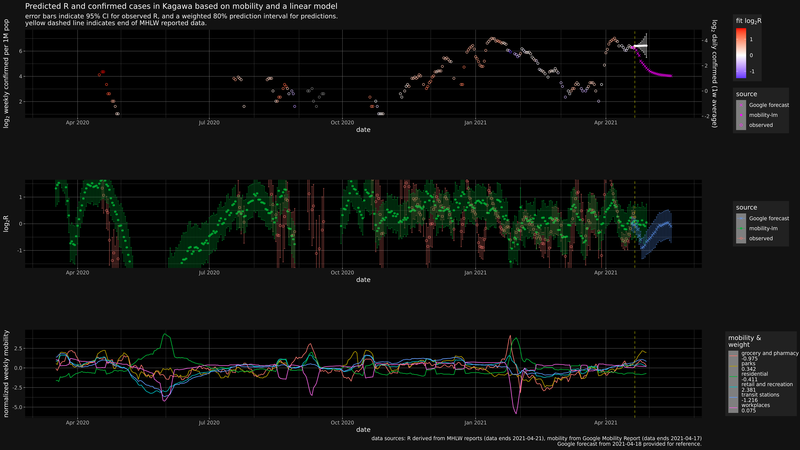 Predicted R and confirmed cases in Kagawa based on mobility and a linear model
error bars indicate 95% CI for observed R, and a weighted 80% prediction interval for predictions.
yellow dashed line indicates end of MHLW reported data.
log₂ weekly confirmed per 1M pop
6
4
2
4
2
0
-2
log₂ daily confirmed (1w average)
Apr 2020
Jul 2020
Oct 2020
Jan 2021
Apr 2021
date
fit log₂R
1
0
-1
source
Google forecast
mobility-lm
observed
log₂R
1
0
-1
Apr 2020
Jul 2020
Oct 2020
Jan 2021
Apr 2021
date
source
Google forecast
mobility-lm
observed
normalized weekly mobility
2.5
0.0
-2.5
-5.0
Apr 2020
Jul 2020
Oct 2020
Jan 2021
Apr 2021
date
mobility &
weight
grocery and pharmacy
-0.975
parks
0.342
residential
-0.411
retail and recreation
2.381
transit stations
-1.216
workplaces
0.075
data sources: R derived from MHLW reports (data ends 2021-04-21), mobility from Google Mobility Report (data ends 2021-04-17)
Google forecast from 2021-04-18 provided for reference.